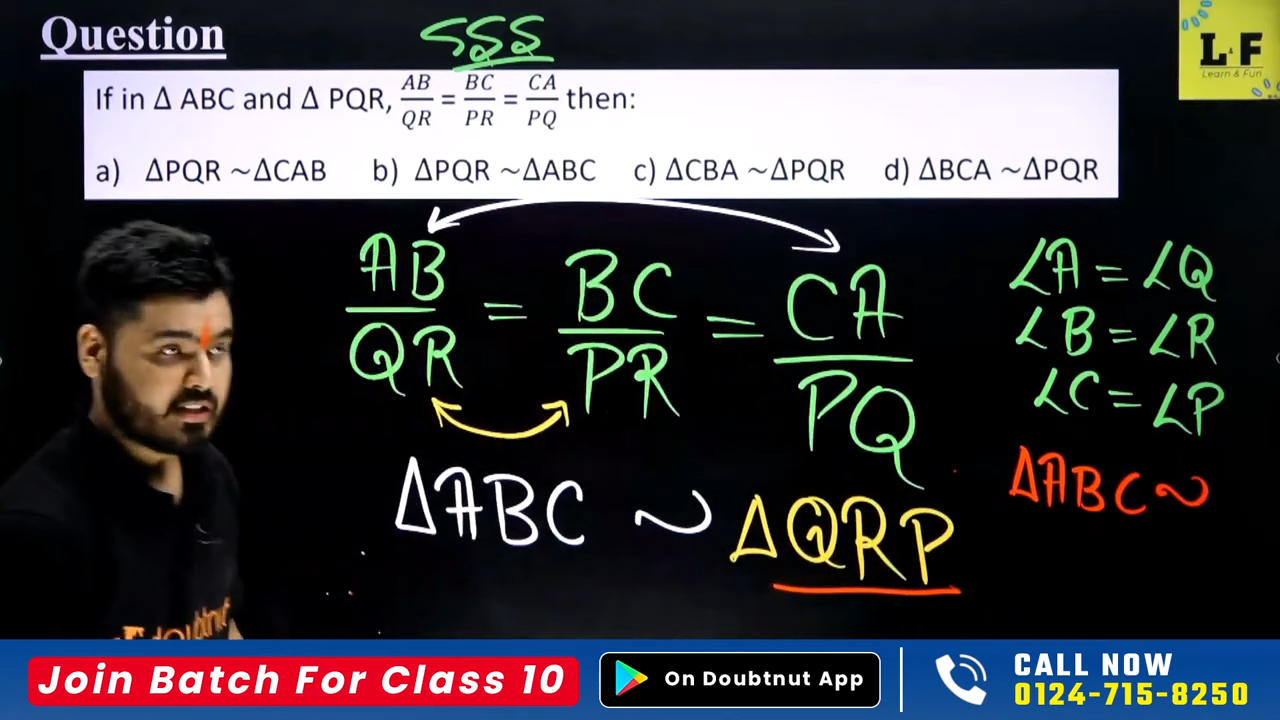 Question
SSS
L&F
Learn & Fun
If in Δ ABC and Δ PQR, AB/QR = BC/PR = CA/PQ then:
a) ΔPQR ~ΔCAB b) ΔPQR ~ΔABC c) ΔCBA ~ΔPQR d) ΔBCA ~ΔPQR
AB/QR = BC/PR = CA/PQ
∠A = ∠Q
∠B = ∠R
∠C = ∠P
ΔABC ~
ΔABC ~ ΔQRP
doubtnut
Join Batch For Class 10
On Doubtnut App
CALL NOW
0124-715-8250